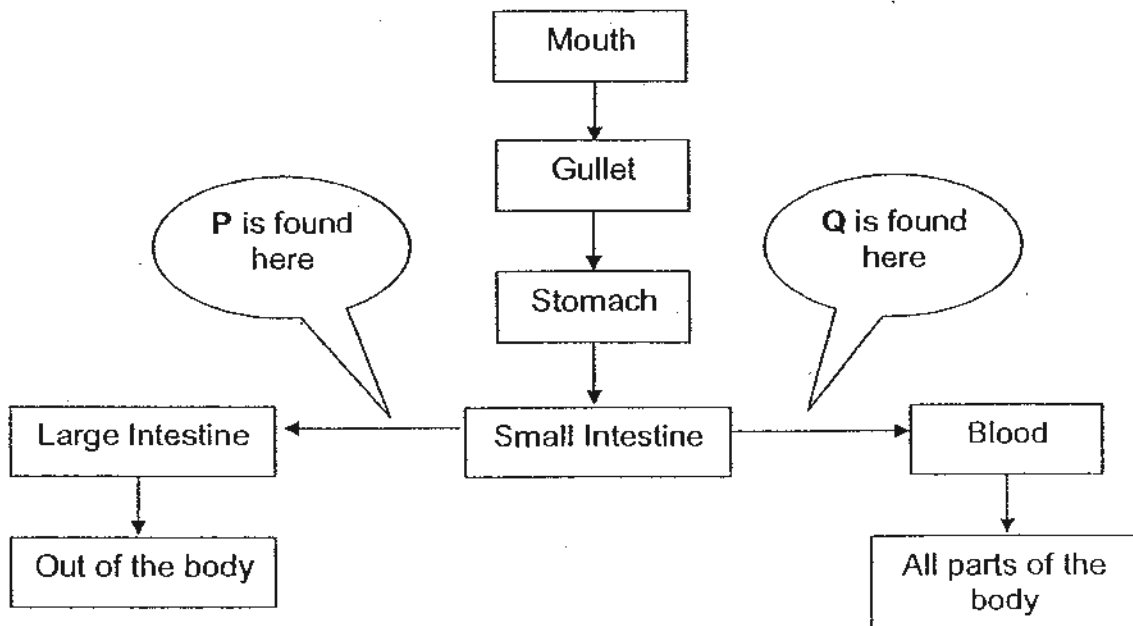 Mouth
Gullet
P is found
here
Q is found
here
Stomach
Large Intestine
Small Intestine
Blood
Out of the body
All parts of the
body